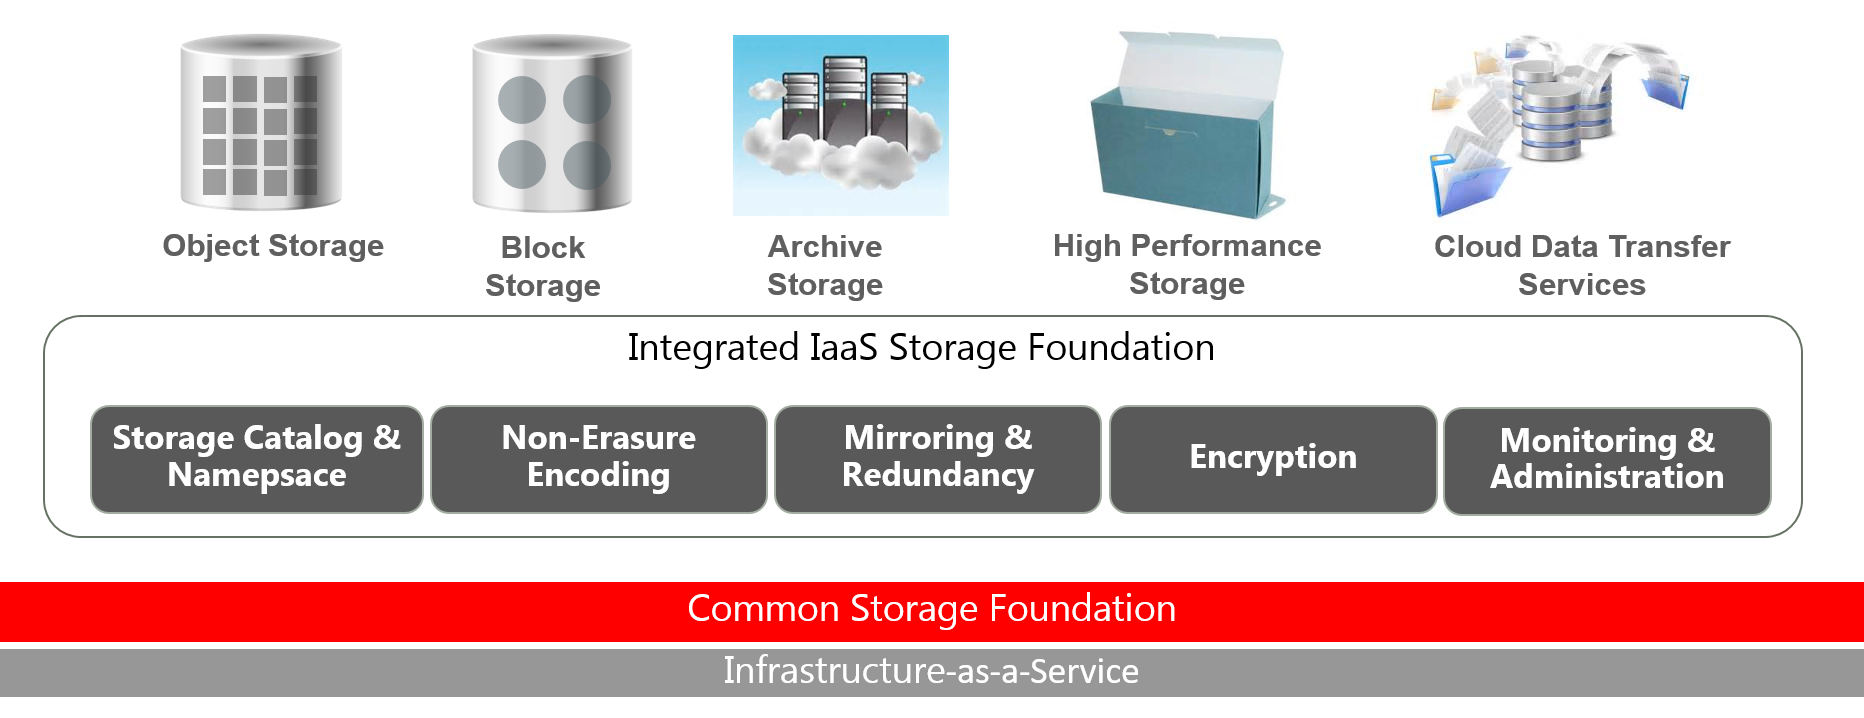 Object Storage
Block
Storage
Archive
Storage
High Performance
Storage
Cloud Data Transfer
Services
Integrated IaaS Storage Foundation
Storage Catalog &
Namepsace
Non-Erasure
Encoding
Mirroring &
Redundancy
Encryption
Monitoring &
Administration
Common Storage Foundation
Infrastructure-as-a-Service